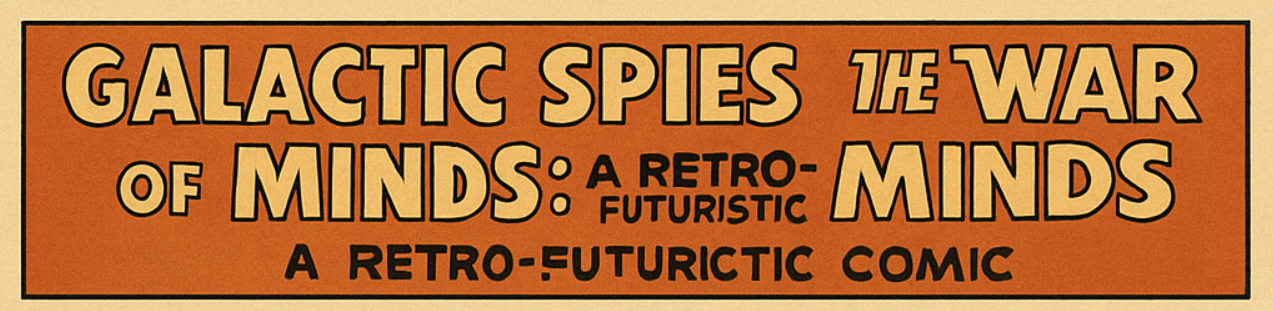 GALACTIC SPIES THE WAR
OF MINDS: A RETRO-
FUTURISTIC MINDS
A RETRO-FUTURICTIC COMIC